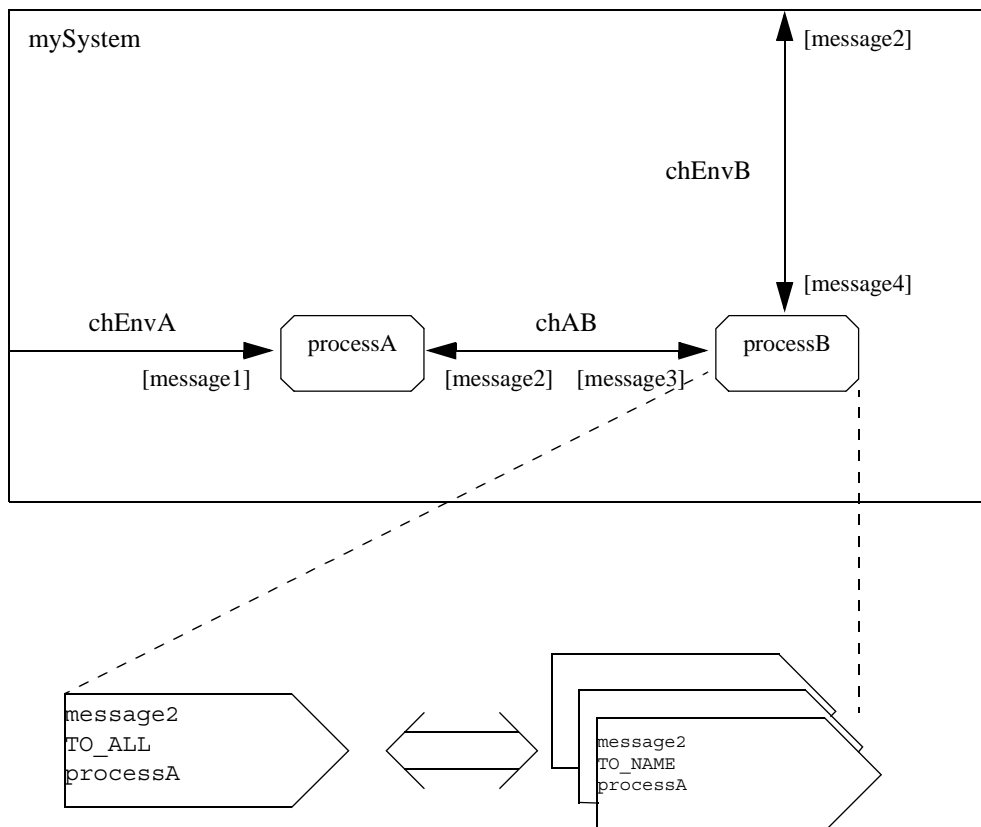 mySystem
[message2]
chEnvB
[message4]
chEnvA
chAB
processA
processB
[message1]
[message2]
[message3]
message2
TO_ALL
processA
message2
TO_NAME
processA